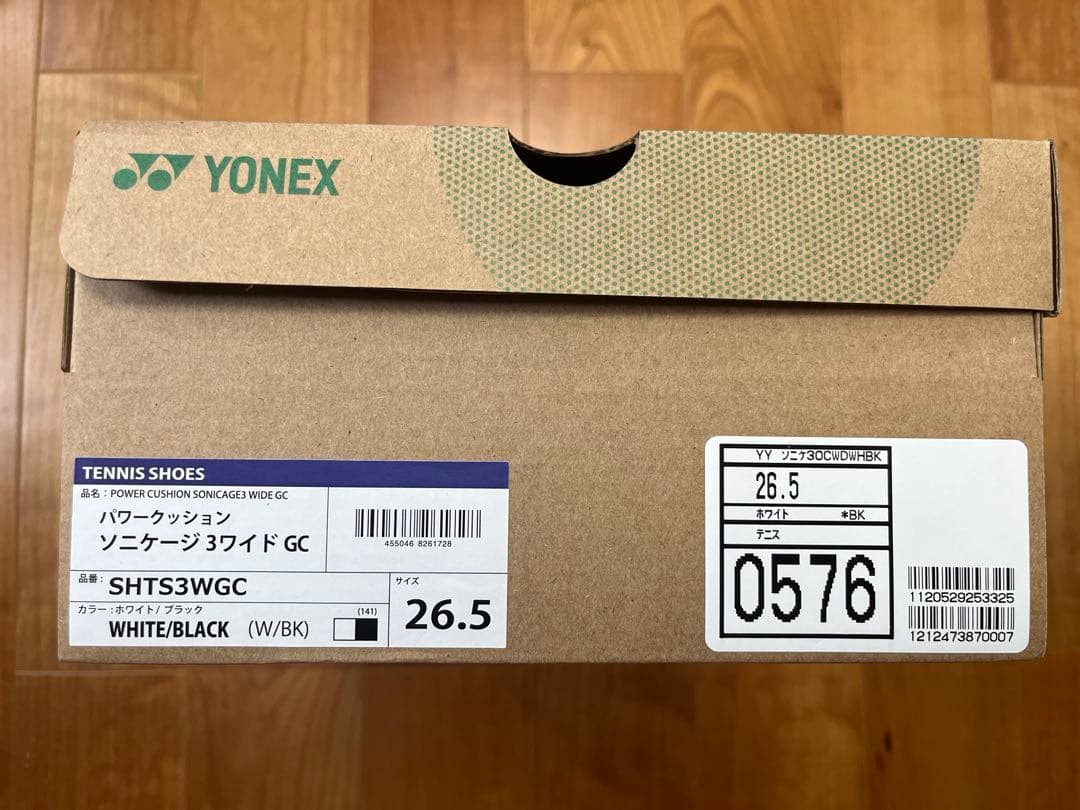 YONEX
TENNIS SHOES
品名：POWER CUSHION SONICAGE3 WIDE GC
パワークッション
ソニケージ 3ワイド GC
455046 8261728
品番：SHTS3WGC
カラー：ホワイト/ ブラック
WHITE/BLACK (W/BK)
(141)
サイズ
26.5
YY ソニケ30CWDWHBK
26.5
ホワイト *BK
テニス
0576
1120529253325
1212473870007